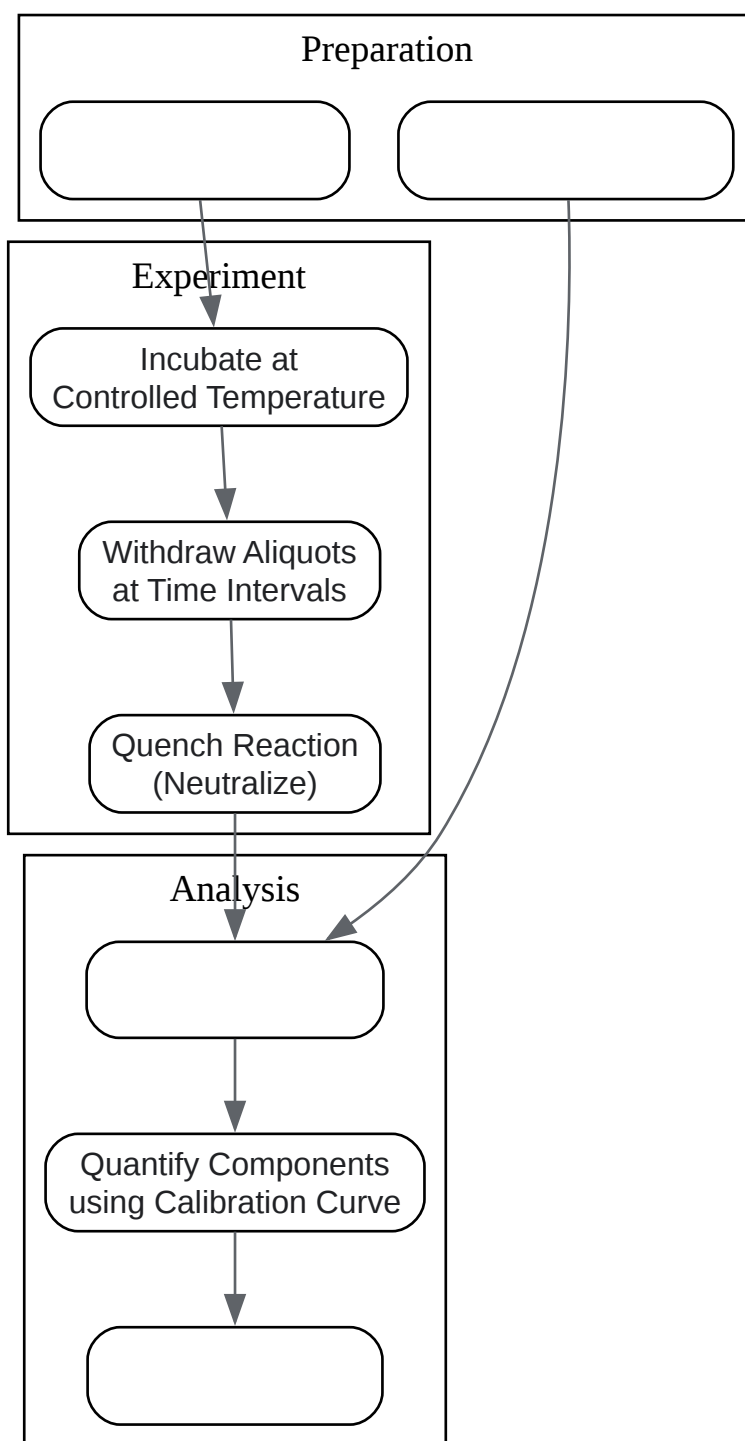 Preparation
Experiment
Incubate at
Controlled Temperature
Withdraw Aliquots
at Time Intervals
Quench Reaction
(Neutralize)
Analysis
Quantify Components
using Calibration Curve